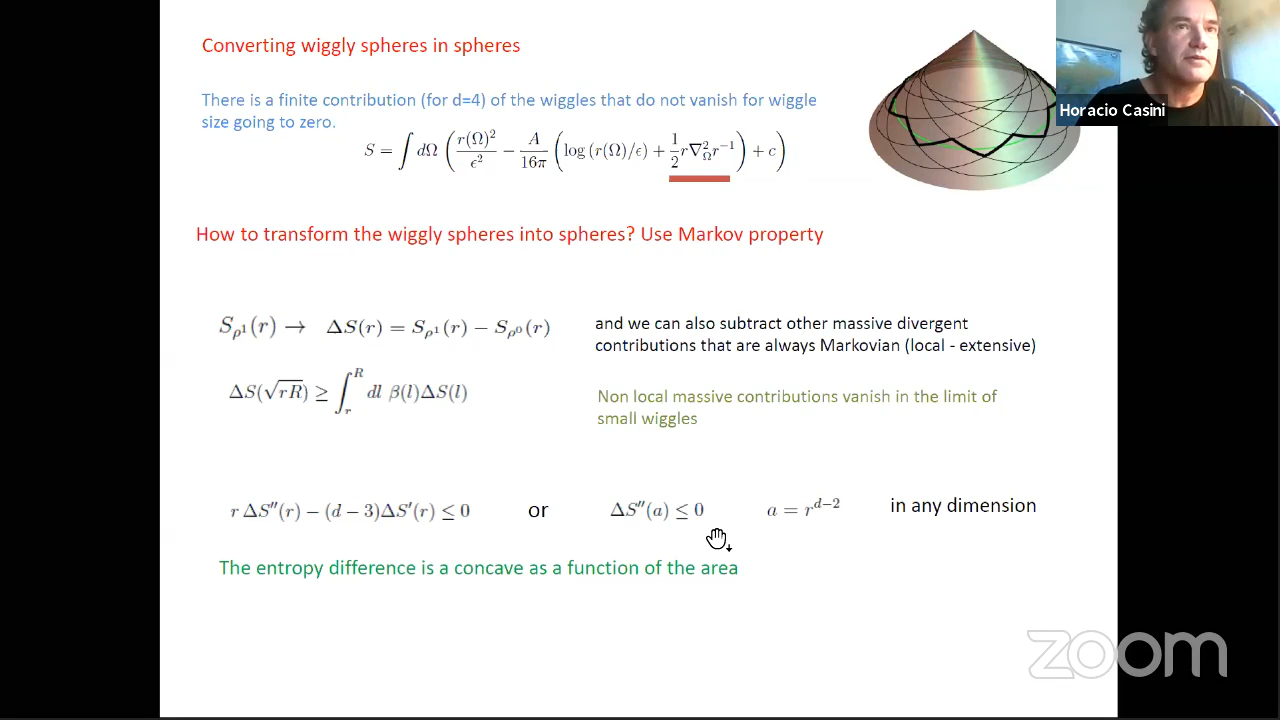 Converting wiggly spheres in spheres
Horacio Casini
There is a finite contribution (for d=4) of the wiggles that do not vanish for wiggle
size going to zero.
S = ∫ dΩ ( r(Ω)² / ϵ² − A / 16π ( log (r(Ω)/ϵ) + 1/2 r∇²_Ω r⁻¹ ) + c )
How to transform the wiggly spheres into spheres? Use Markov property
S_ρ¹(r) → ΔS(r) = S_ρ¹(r) − S_ρ⁰(r)
and we can also subtract other massive divergent
contributions that are always Markovian (local - extensive)
ΔS(√rR) ≥ ∫_r^R dl β(l)ΔS(l)
Non local massive contributions vanish in the limit of
small wiggles
r ΔS″(r) − (d − 3)ΔS′(r) ≤ 0 or ΔS″(a) ≤ 0 a = r^{d−2} in any dimension
The entropy difference is a concave as a function of the area
zoom